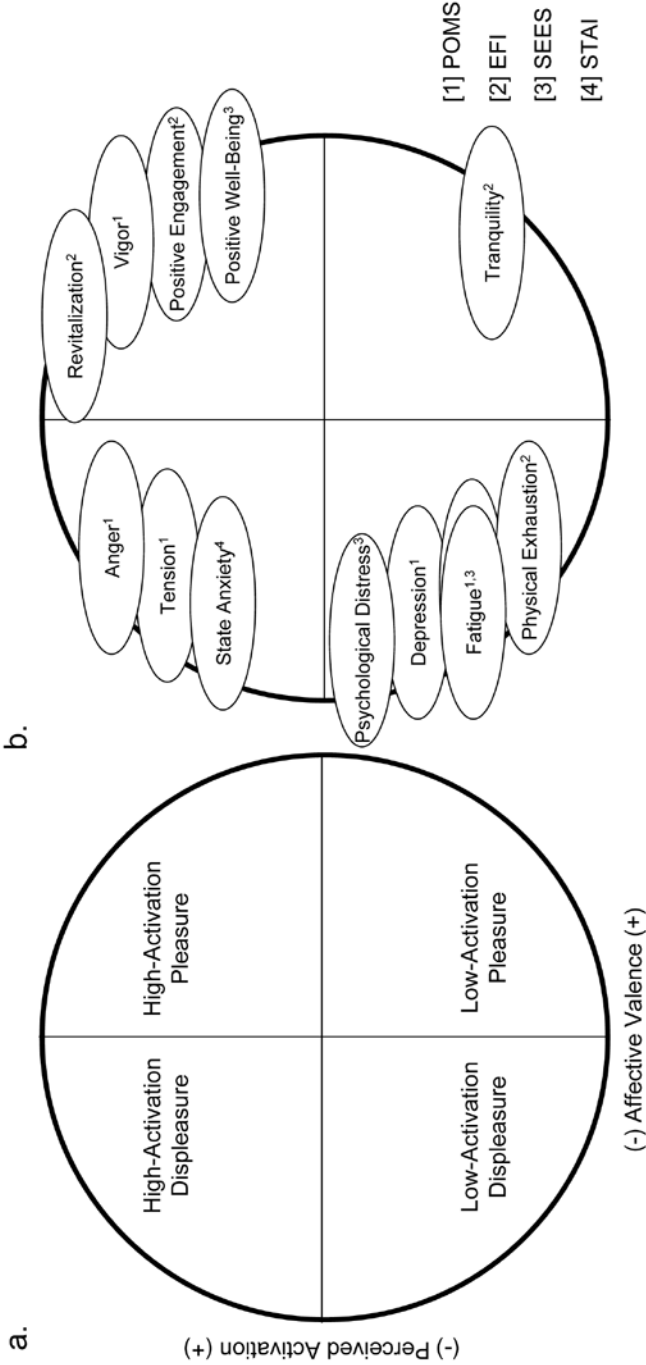 a.
High-Activation
Displeasure
High-Activation
Pleasure
Low-Activation
Displeasure
Low-Activation
Pleasure
(-) Perceived Activation (+)
(-) Affective Valence (+)
b.
Anger¹
Tension¹
State Anxiety⁴
Revitalization²
Vigor¹
Positive Engagement²
Positive Well-Being³
Psychological Distress³
Depression¹
Fatigue¹,³
Physical Exhaustion²
Tranquility²
[1] POMS
[2] EFI
[3] SEES
[4] STAI